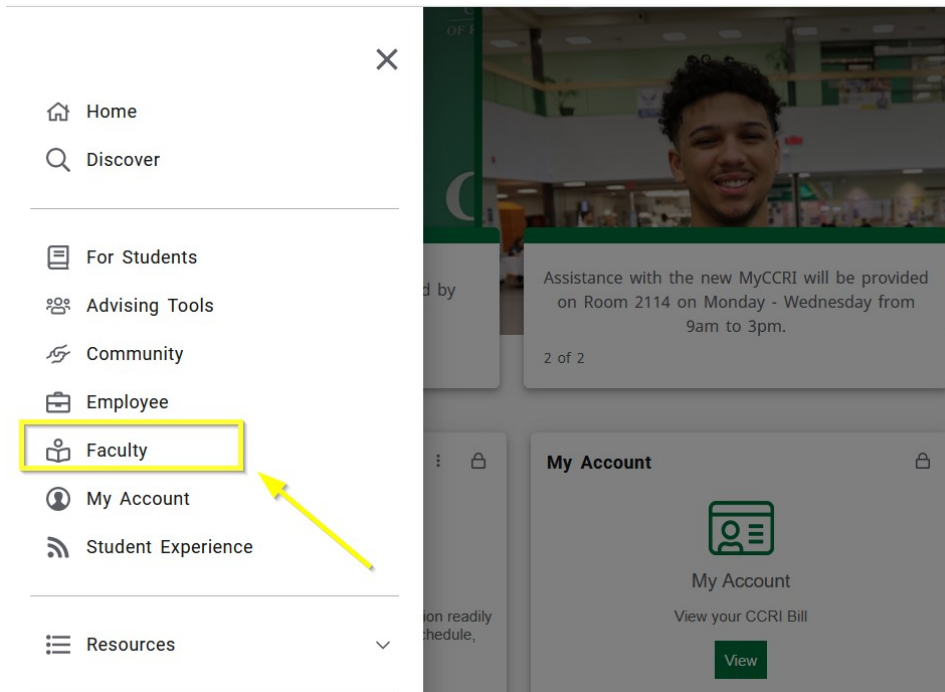 OF
Home
Discover
For Students
Advising Tools
Community
Employee
Faculty
My Account
Student Experience
Resources
C
d by
Assistance with the new MyCCRI will be provided
on Room 2114 on Monday - Wednesday from
9am to 3pm.
2 of 2
My Account
My Account
View your CCRI Bill
View
ion readily
chedule,